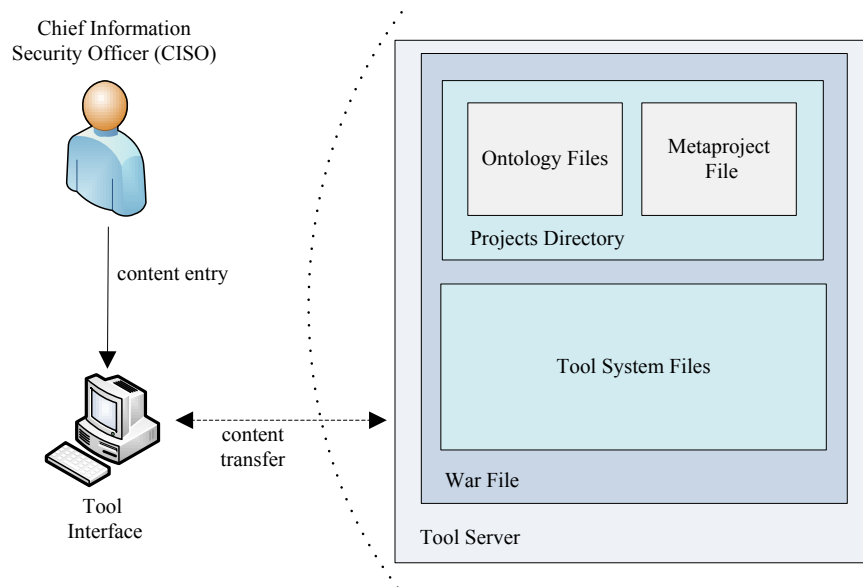 Chief Information
Security Officer (CISO)
content entry
Tool
Interface
content
transfer
Ontology Files
Metaproject
File
Projects Directory
Tool System Files
War File
Tool Server